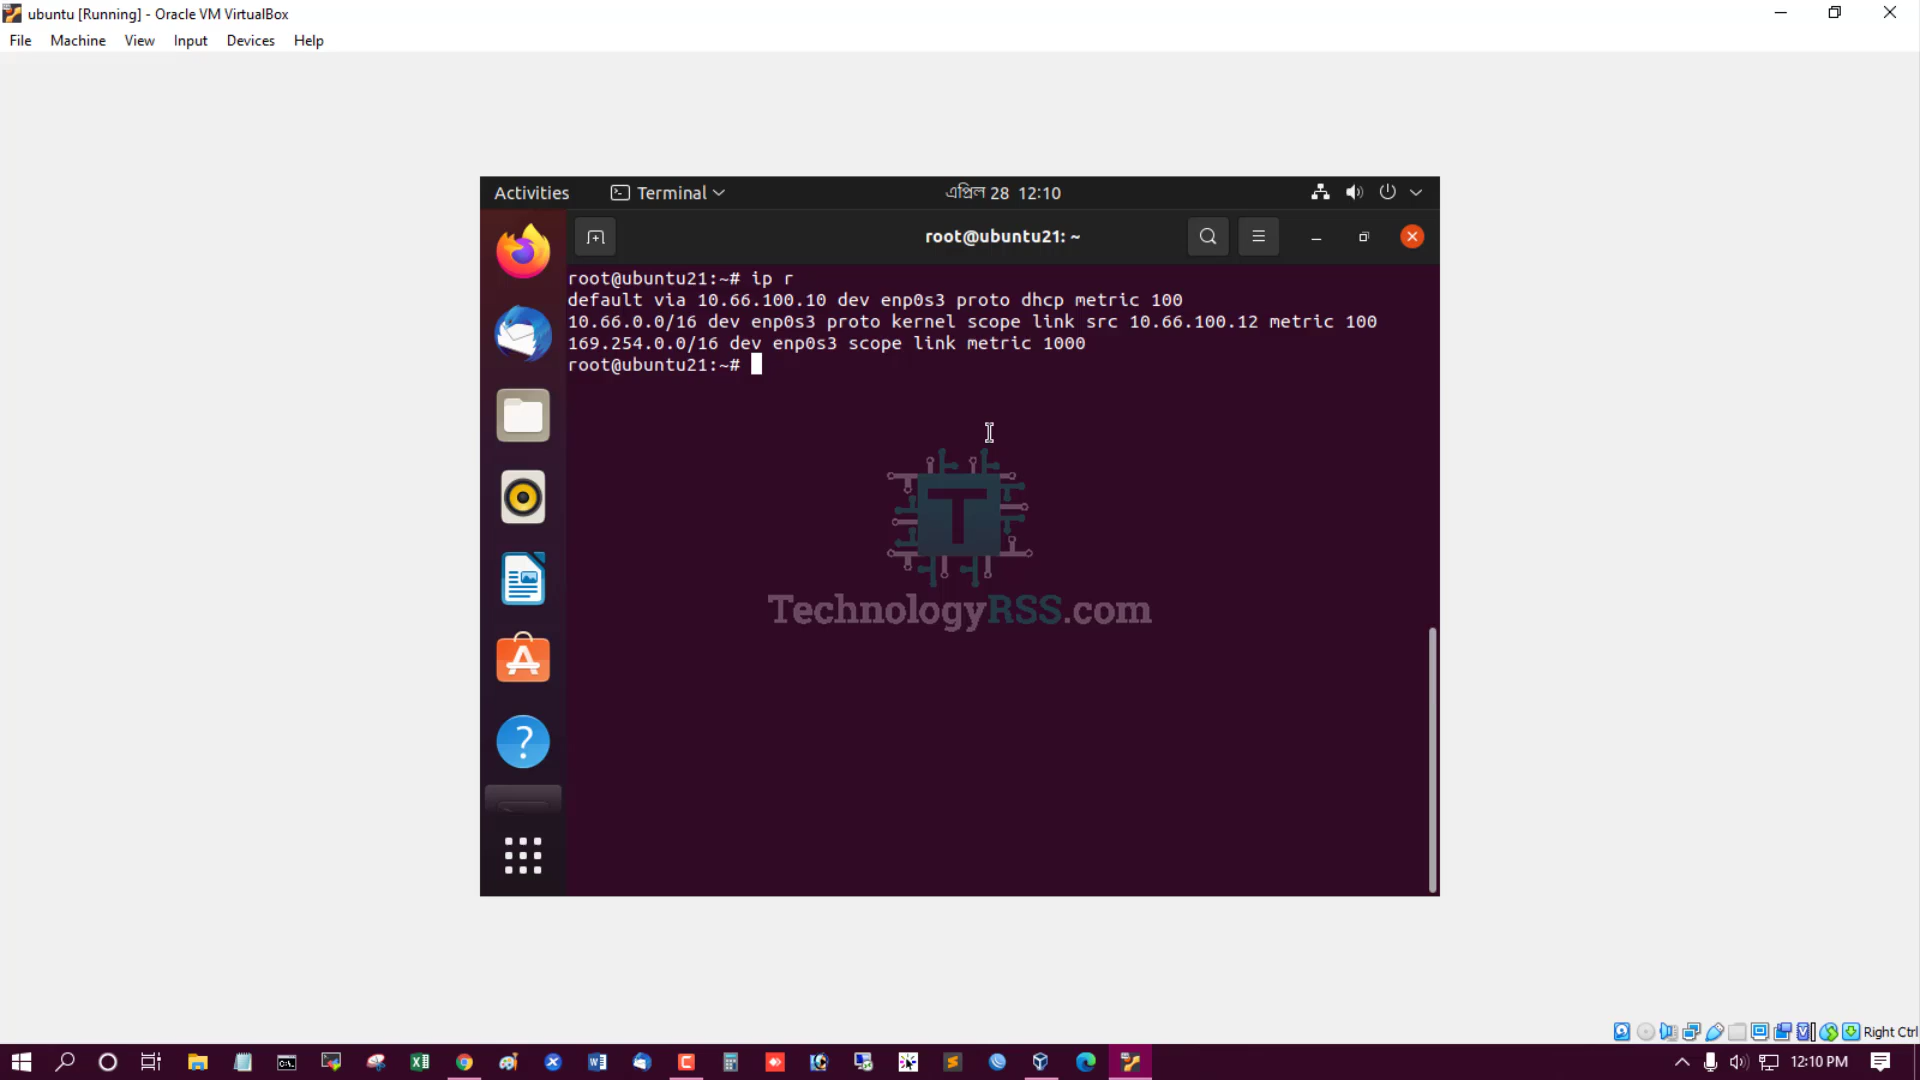 ubuntu [Running] - Oracle VM VirtualBox
File Machine View Input Devices Help
Activities Terminal এপ্রিল 28 12:10
root@ubuntu21: ~
root@ubuntu21:~# ip r
default via 10.66.100.10 dev enp0s3 proto dhcp metric 100
10.66.0.0/16 dev enp0s3 proto kernel scope link src 10.66.100.12 metric 100
169.254.0.0/16 dev enp0s3 scope link metric 1000
root@ubuntu21:~#
T
TechnologyRSS.com
Right Ctrl
12:10 PM